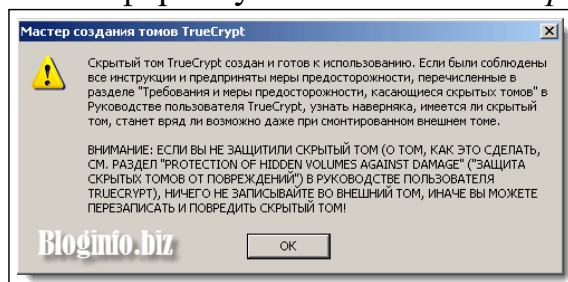 Мастер создания томов TrueCrypt
Скрытый том TrueCrypt создан и готов к использованию. Если были соблюдены
все инструкции и предприняты меры предосторожности, перечисленные в
разделе "Требования и меры предосторожности, касающиеся скрытых томов" в
Руководстве пользователя TrueCrypt, узнать наверняка, имеется ли скрытый
том, станет вряд ли возможно даже при смонтированном внешнем томе.
ВНИМАНИЕ: ЕСЛИ ВЫ НЕ ЗАЩИТИЛИ СКРЫТЫЙ ТОМ (О ТОМ, КАК ЭТО СДЕЛАТЬ,
СМ. РАЗДЕЛ "PROTECTION OF HIDDEN VOLUMES AGAINST DAMAGE" ("ЗАЩИТА
СКРЫТЫХ ТОМОВ ОТ ПОВРЕЖДЕНИЙ") В РУКОВОДСТВЕ ПОЛЬЗОВАТЕЛЯ
TRUECRYPT), НИЧЕГО НЕ ЗАПИСЫВАЙТЕ ВО ВНЕШНИЙ ТОМ, ИНАЧЕ ВЫ МОЖЕТЕ
ПЕРЕЗАПИСАТЬ И ПОВРЕДИТЬ СКРЫТЫЙ ТОМ!
Bloginfo.biz
OK